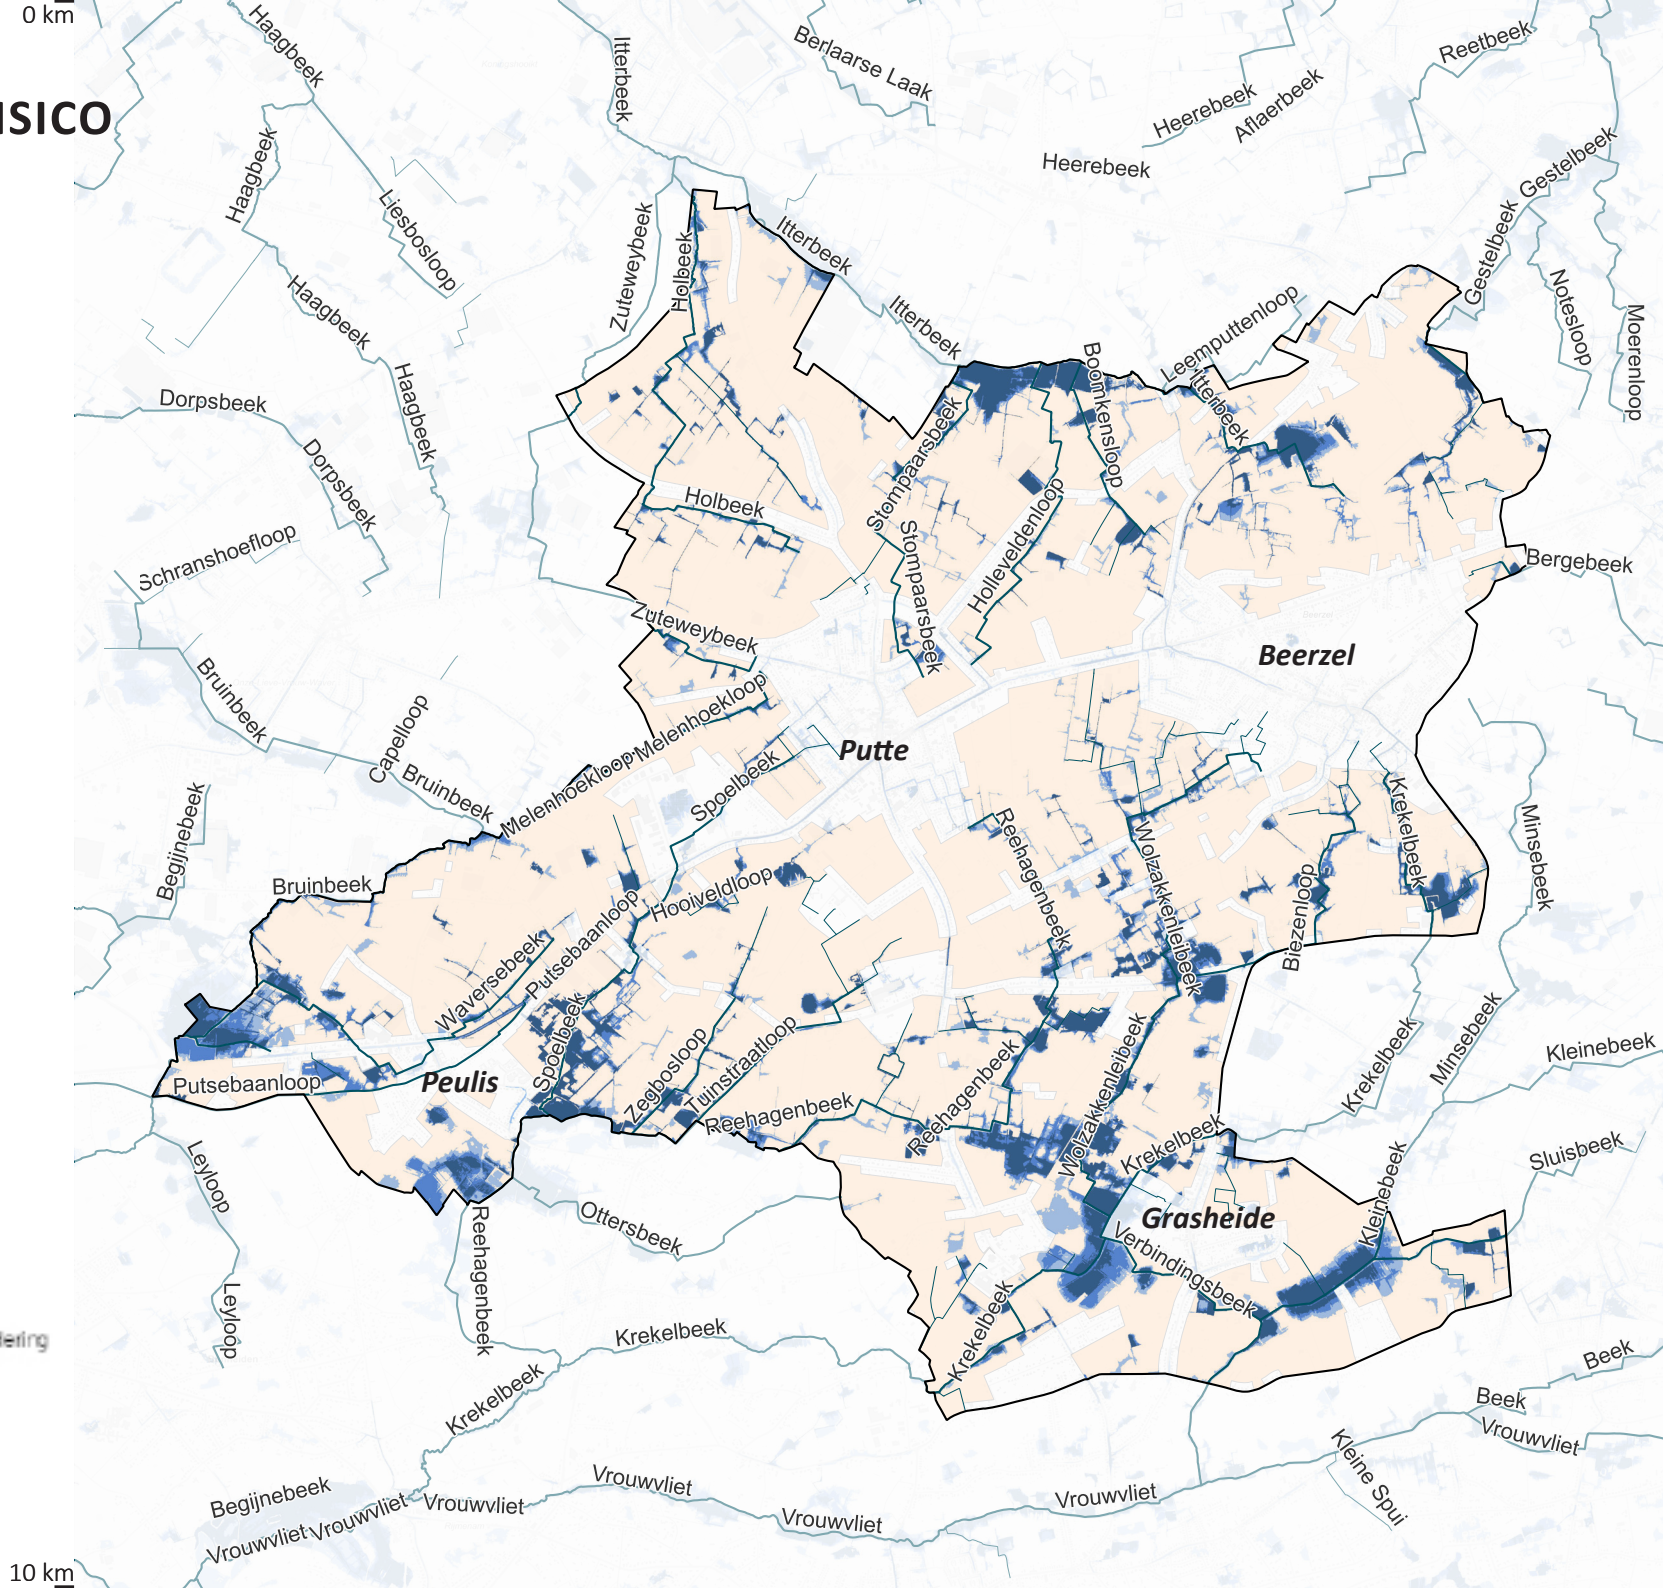 0 km
Haagbeek
Itterbeek
Berlaarse Laak
Reetbeek
Heerebeek
Aflaerbeek
ISICO
Haagbeek
Heerebeek
Gestelbeek
Liesbosloop
Zuteweybeek
Holbeek
Itterbeek
Gestelbeek
Haagbeek
Itterbeek
Leemputtenloop
Notesloop
Moerenloop
Dorpsbeek
Haagbeek
Boomkensloop
Itterbeek
Dorpsbeek
Stompaarsbeek
Holbeek
Holleveldenloop
Schranshoefloop
Stompaarsbeek
Bergebeek
Zuteweybeek
Beerzel
Bruinbeek
Melenhoekloop
Capelloop
Putte
Melenhoekloop
Spoelbeek
Bruinbeek
Begijnebeek
Reehagenbeek
Wolzakkenleibeek
Krekelbeek
Minsebeek
Bruinbeek
Hooiveldloop
Biezenloop
Putsebaanloop
Waversebeek
Spoelbeek
Zegbosloop
Tuinstraatloop
Wolzakkenleibeek
Krekelbeek
Minsebeek
Kleinebeek
Putsebaanloop
Peulis
Reehagenbeek
Reehagenbeek
Krekelbeek
Sluisbeek
Leyloop
Kleinebeek
Grasheide
Ottersbeek
Reehagenbeek
Verbindingsbeek
Leyloop
Krekelbeek
Krekelbeek
dering
Beek
Krekelbeek
Beek
Vrouwvliet
Kleine Spui
Begijnebeek
Vrouwvliet
Vrouwvliet
Vrouwvliet
Vrouwvliet
Vrouwvliet
Vrouwvliet
10 km